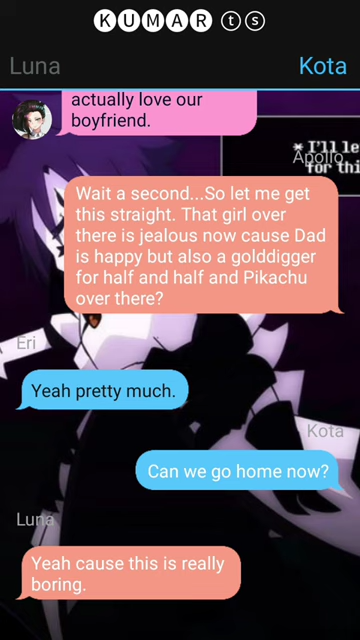 KUMAR ts
Luna Kota
actually love our
boyfriend.
* I'll le
for thi
Apollo
Wait a second...So let me get
this straight. That girl over
there is jealous now cause Dad
is happy but also a golddigger
for half and half and Pikachu
over there?
Eri
Yeah pretty much.
Kota
Can we go home now?
Luna
Yeah cause this is really
boring.